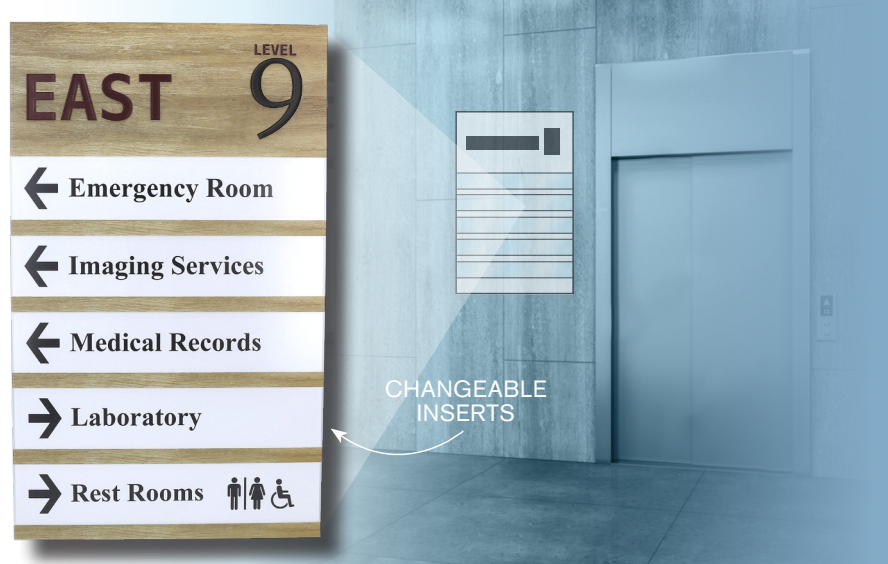 LEVEL
EAST 9
Emergency Room
Imaging Services
Medical Records
Laboratory
Rest Rooms
CHANGEABLE
INSERTS